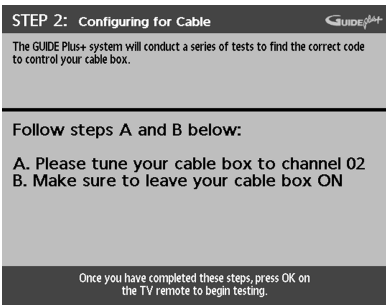 STEP 2: Configuring for Cable
GUIDE plus+
The GUIDE Plus+ system will conduct a series of tests to find the correct code
to control your cable box.
Follow steps A and B below:
A. Please tune your cable box to channel 02
B. Make sure to leave your cable box ON
Once you have completed these steps, press OK on
the TV remote to begin testing.